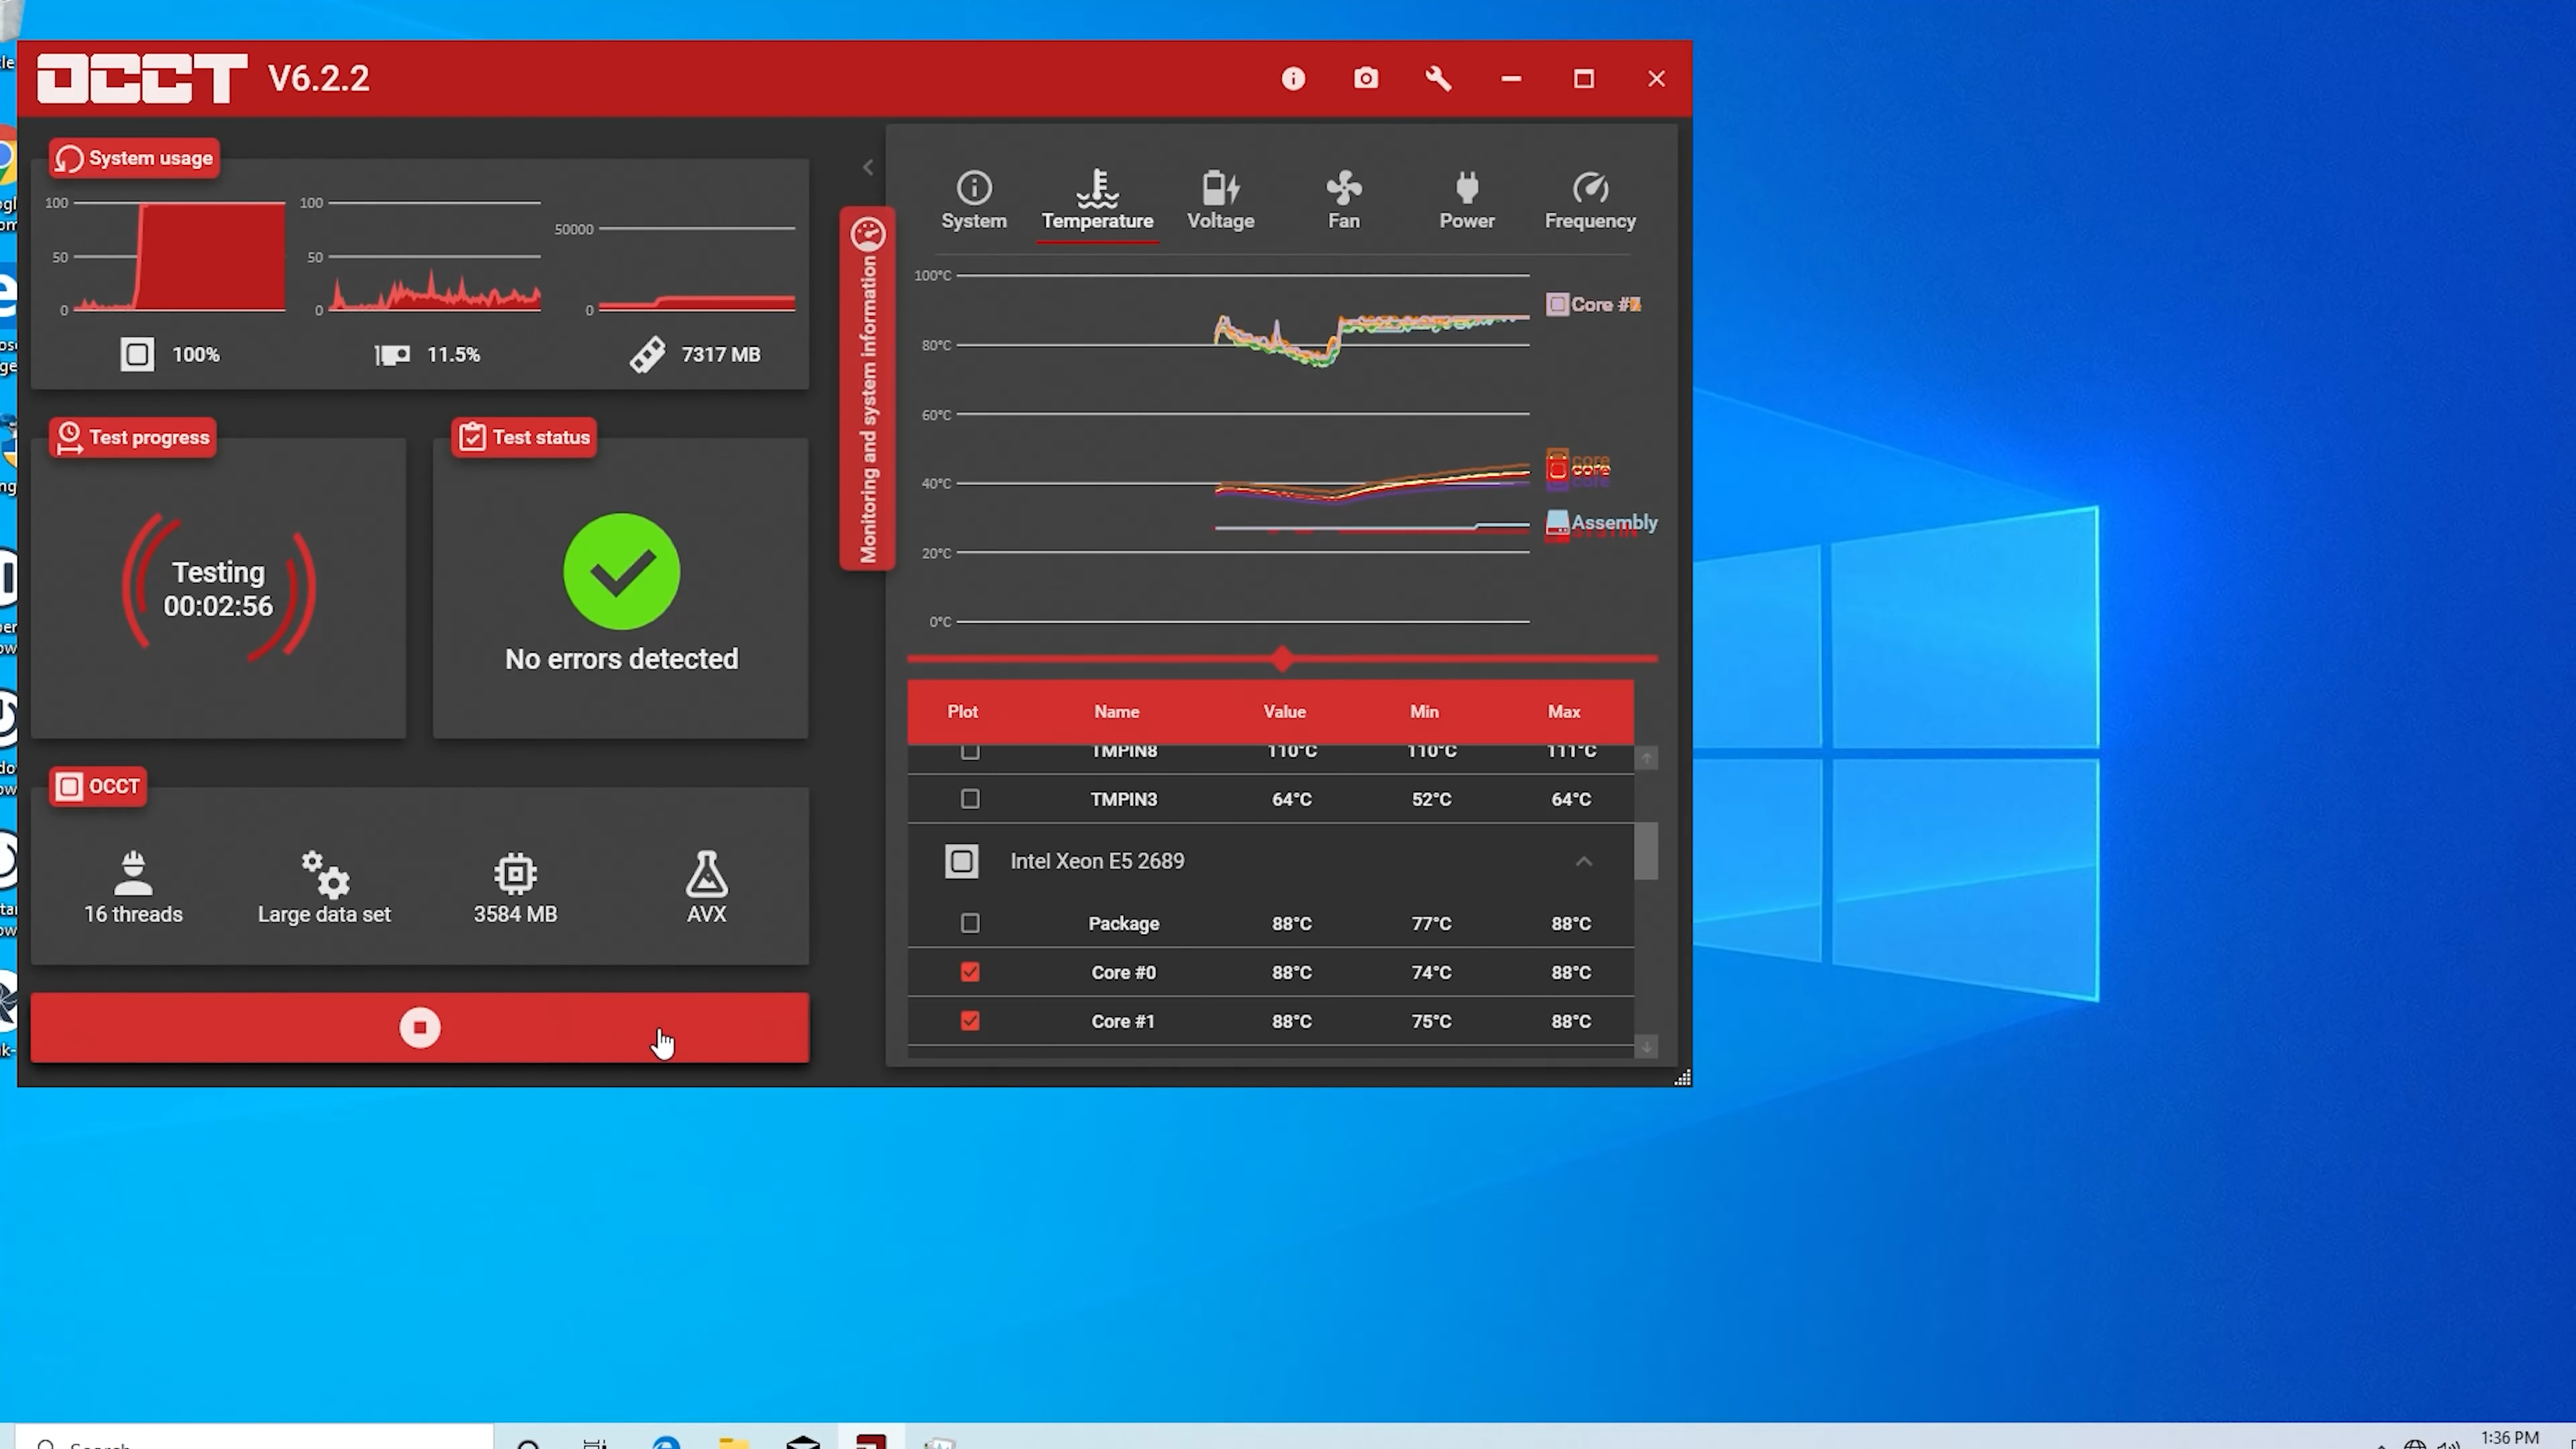 OCCT V6.2.2
System usage
100
50
0
100%
100
50
0
11.5%
50000
0
7317 MB
Test progress
Testing
00:02:56
Test status
No errors detected
OCCT
16 threads
Large data set
3584 MB
AVX
Monitoring and system information
System
Temperature
Voltage
Fan
Power
Frequency
100°C
80°C
60°C
40°C
20°C
0°C
Core
core
core
Assembly
Plot Name Value Min Max
TMPIN8 110°C 110°C 111°C
TMPIN3 64°C 52°C 64°C
Intel Xeon E5 2689
Package 88°C 77°C 88°C
Core #0 88°C 74°C 88°C
Core #1 88°C 75°C 88°C
1:36 PM